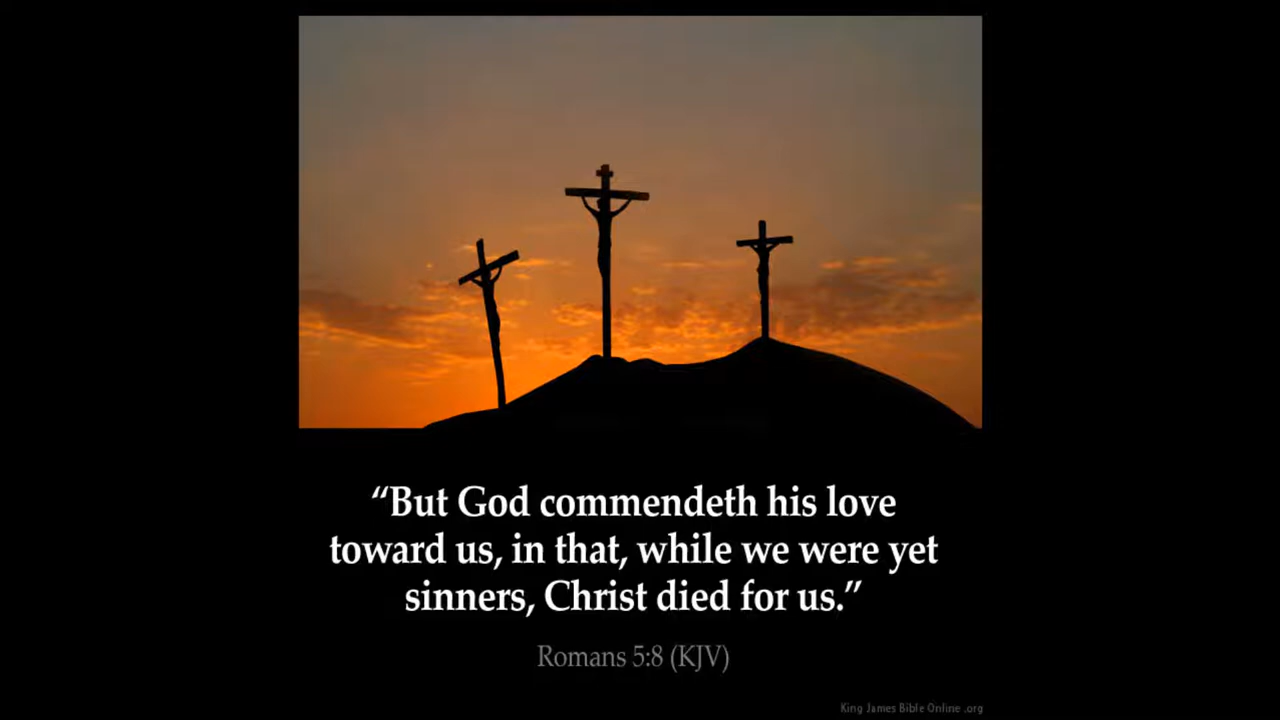 “But God commendeth his love
toward us, in that, while we were yet
sinners, Christ died for us.”
Romans 5:8 (KJV)
King James Bible Online .org